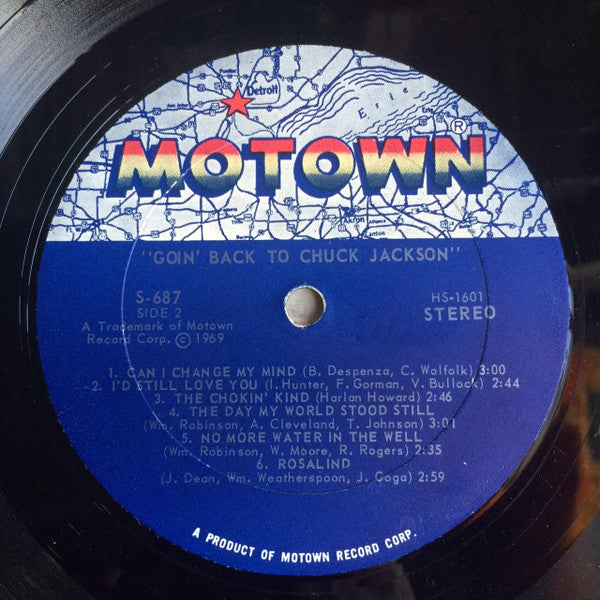 Detroit
Erie
MOTOWN®
Akron
Canton
"GOIN' BACK TO CHUCK JACKSON"
S-687
SIDE 2
HS-1601
STEREO
A Trademark of Motown
Record Corp. © 1969
1. CAN I CHANGE MY MIND (B. Despenza, C. Wolfolk) 3:00
2. I'D STILL LOVE YOU (I. Hunter, F. Gorman, V. Bullock) 2:44
3. THE CHOKIN' KIND (Harlan Howard) 2:46
4. THE DAY MY WORLD STOOD STILL
(Wm. Robinson, A. Cleveland, T. Johnson) 3:01
5. NO MORE WATER IN THE WELL
(Wm. Robinson, W. Moore, R. Rogers) 2:35
6. ROSALIND
(J. Dean, Wm. Weatherspoon, J. Goga) 2:59
A PRODUCT OF MOTOWN RECORD CORP.